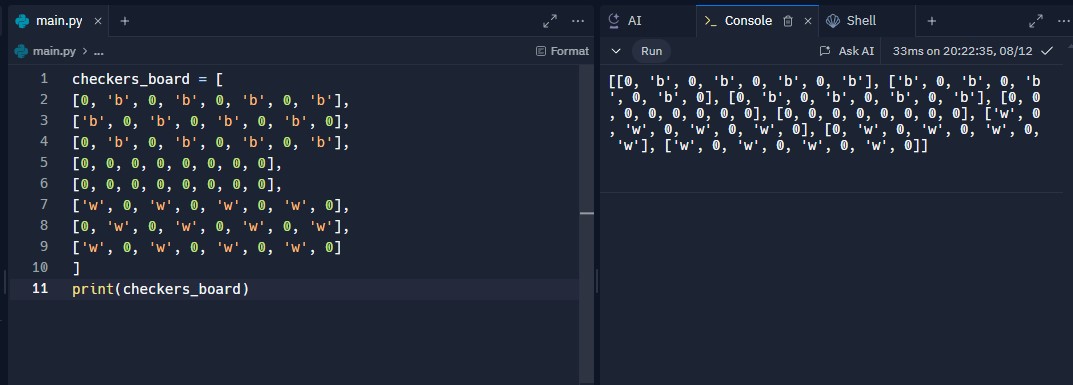 main.py × +
main.py > ...
Format
1 checkers_board = [
2 [0, 'b', 0, 'b', 0, 'b', 0, 'b'],
3 ['b', 0, 'b', 0, 'b', 0, 'b', 0],
4 [0, 'b', 0, 'b', 0, 'b', 0, 'b'],
5 [0, 0, 0, 0, 0, 0, 0, 0],
6 [0, 0, 0, 0, 0, 0, 0, 0],
7 ['w', 0, 'w', 0, 'w', 0, 'w', 0],
8 [0, 'w', 0, 'w', 0, 'w', 0, 'w'],
9 ['w', 0, 'w', 0, 'w', 0, 'w', 0]
10 ]
11 print(checkers_board)
AI
Console ×
Shell
+
Run
Ask AI
33ms on 20:22:35, 08/12
[[0, 'b', 0, 'b', 0, 'b', 0, 'b'], ['b', 0, 'b', 0, 'b
', 0, 'b', 0], [0, 'b', 0, 'b', 0, 'b', 0, 'b'], [0, 0
, 0, 0, 0, 0, 0, 0], [0, 0, 0, 0, 0, 0, 0, 0], ['w', 0
, 'w', 0, 'w', 0, 'w', 0], [0, 'w', 0, 'w', 0, 'w', 0,
'w'], ['w', 0, 'w', 0, 'w', 0, 'w', 0]]